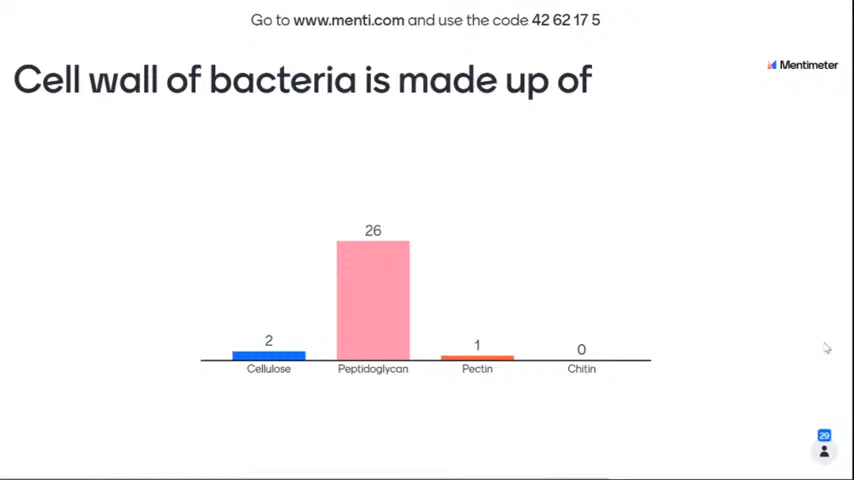 Go to www.menti.com and use the code 42 62 17 5
Cell wall of bacteria is made up of
Mentimeter
26
2
1
0
Cellulose
Peptidoglycan
Pectin
Chitin
29